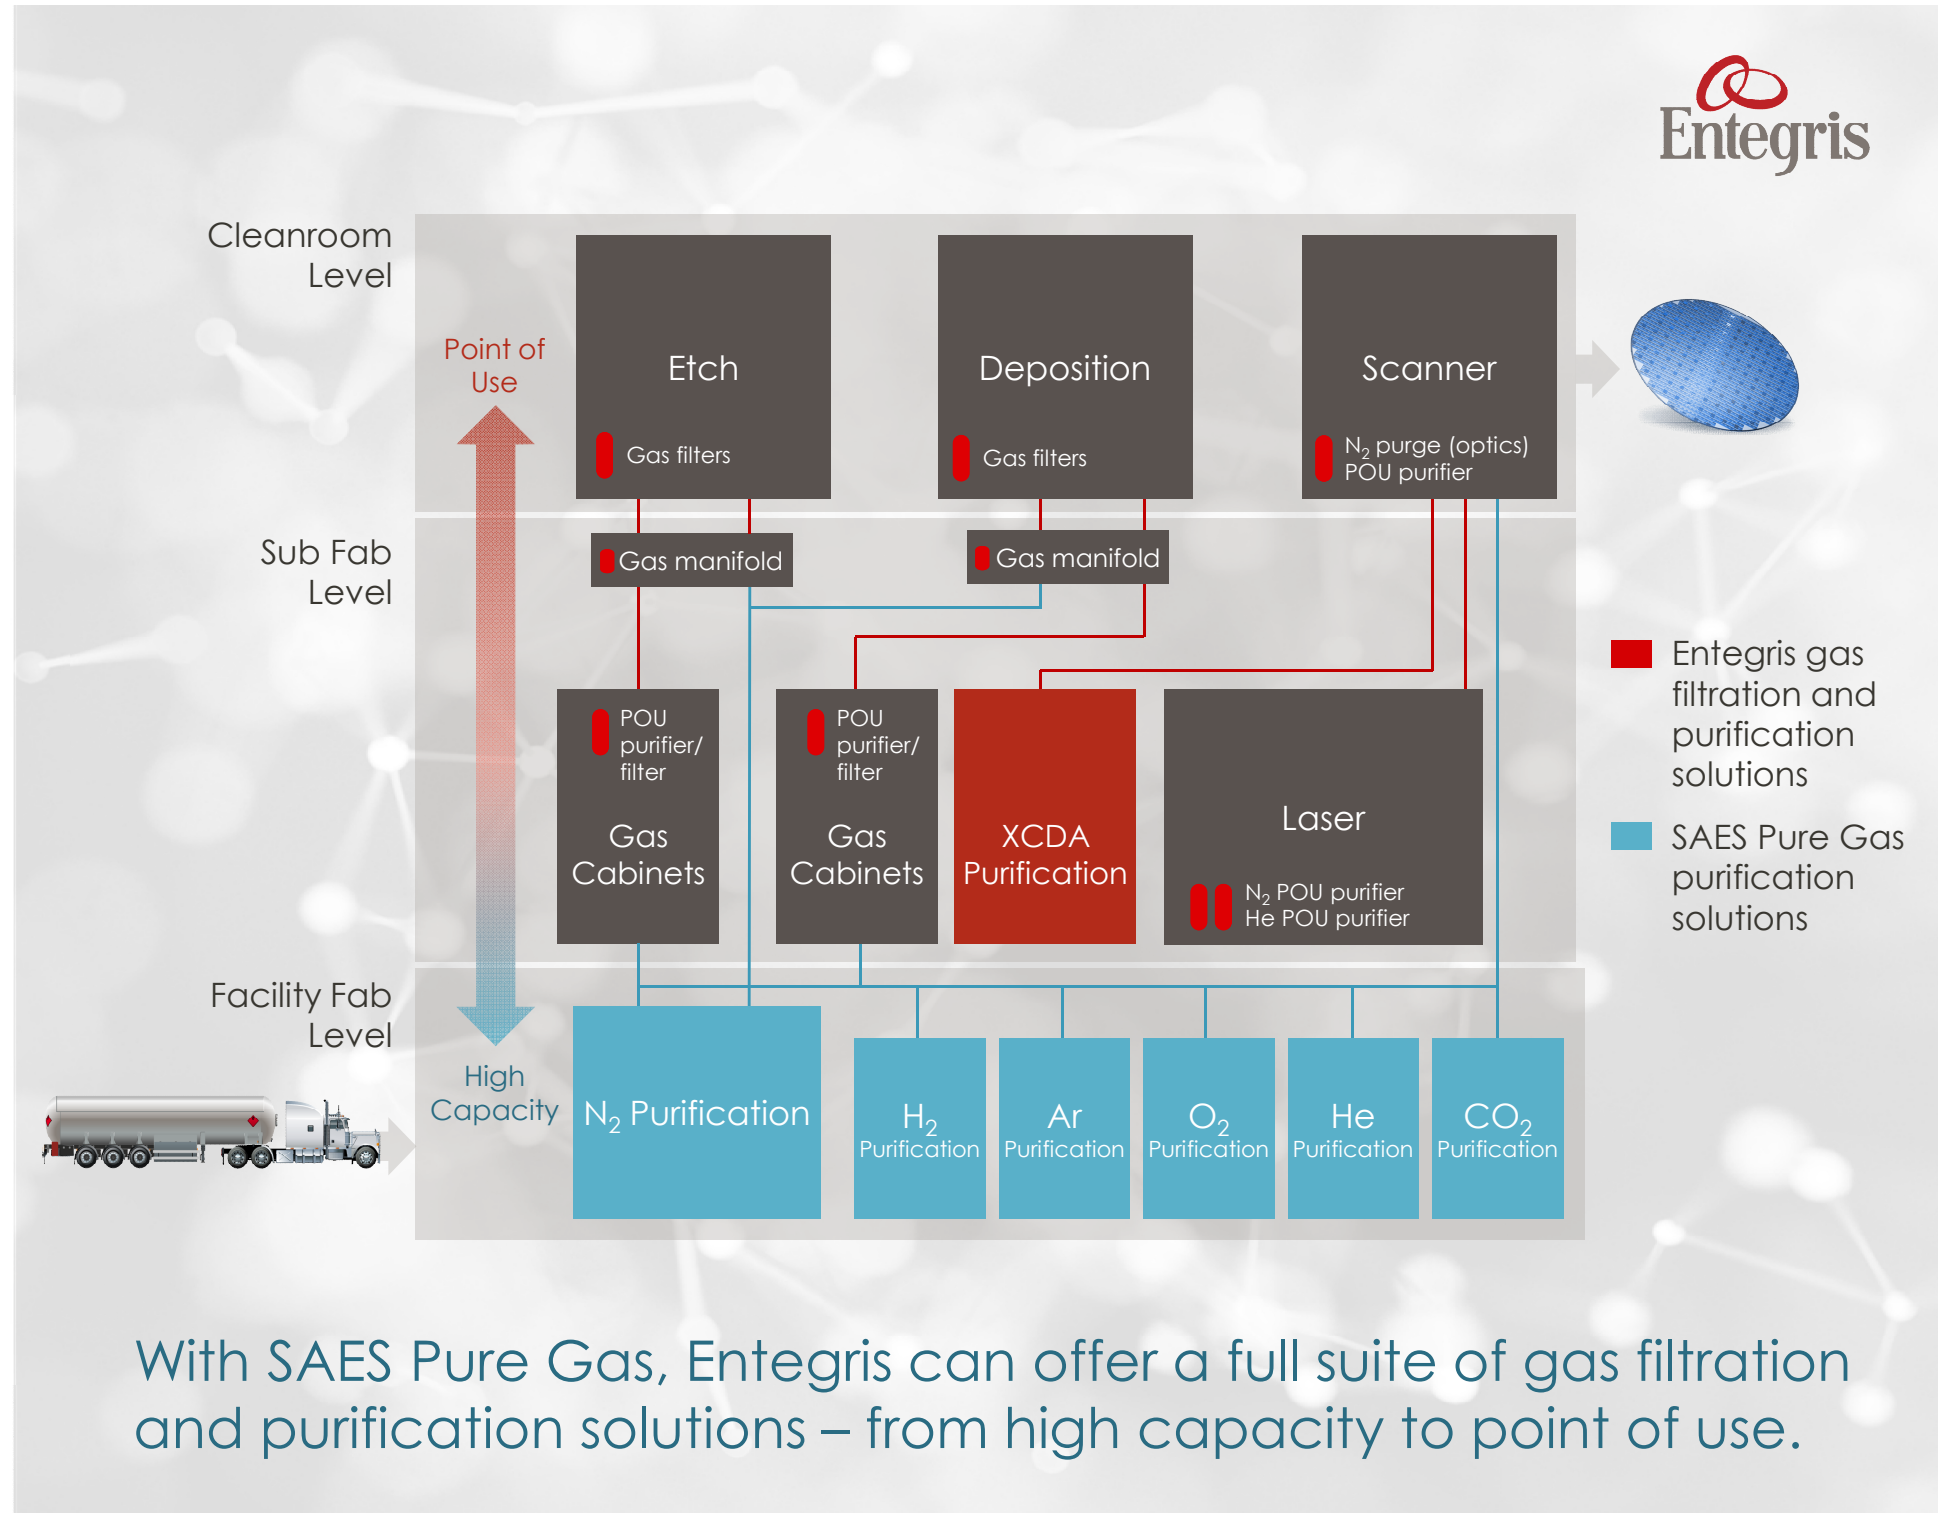 Entegris
Cleanroom
Level
Point of
Use
Etch
Gas filters
Deposition
Gas filters
Scanner
N₂ purge (optics)
POU purifier
Sub Fab
Level
Gas manifold
Gas manifold
POU
purifier/
filter
Gas
Cabinets
POU
purifier/
filter
Gas
Cabinets
XCDA
Purification
Laser
N₂ POU purifier
He POU purifier
Entegris gas
filtration and
purification
solutions
SAES Pure Gas
purification
solutions
Facility Fab
Level
High
Capacity
N₂ Purification
H₂
Purification
Ar
Purification
O₂
Purification
He
Purification
CO₂
Purification
With SAES Pure Gas, Entegris can offer a full suite of gas filtration
and purification solutions – from high capacity to point of use.